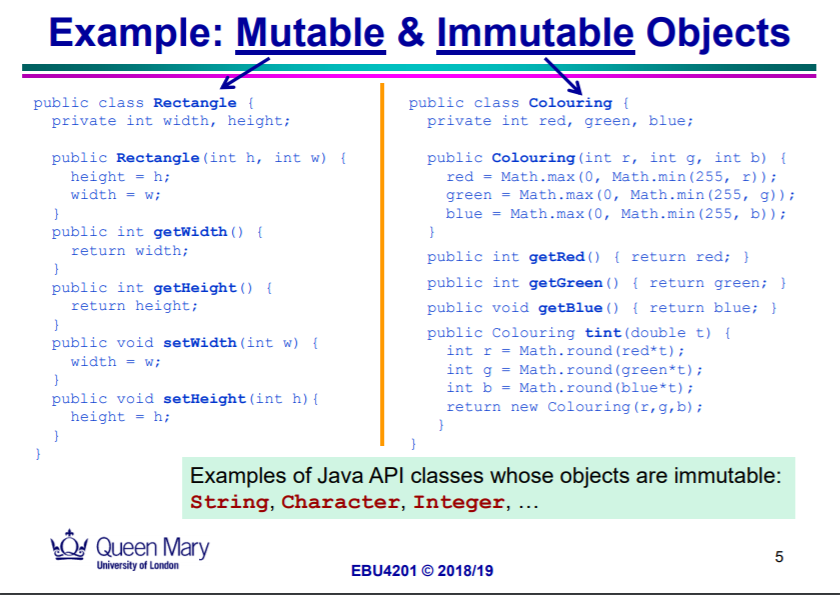 Example: Mutable & Immutable Objects
public class Rectangle {
private int width, height;
public Rectangle(int h, int w) {
height = h;
width = w;
}
public int getWidth() {
return width;
}
public int getHeight() {
return height;
}
public void setWidth(int w) {
width = w;
}
public void setHeight(int h){
height = h;
}
}
public class Colouring {
private int red, green, blue;
public Colouring(int r, int g, int b) {
red = Math.max(0, Math.min(255, r));
green = Math.max(0, Math.min(255, g));
blue = Math.max(0, Math.min(255, b));
}
public int getRed() { return red; }
public int getGreen() { return green; }
public void getBlue() { return blue; }
public Colouring tint(double t) {
int r = Math.round(red*t);
int g = Math.round(green*t);
int b = Math.round(blue*t);
return new Colouring(r,g,b);
}
}
Examples of Java API classes whose objects are immutable:
String, Character, Integer, …
Queen Mary
University of London
EBU4201 © 2018/19
5